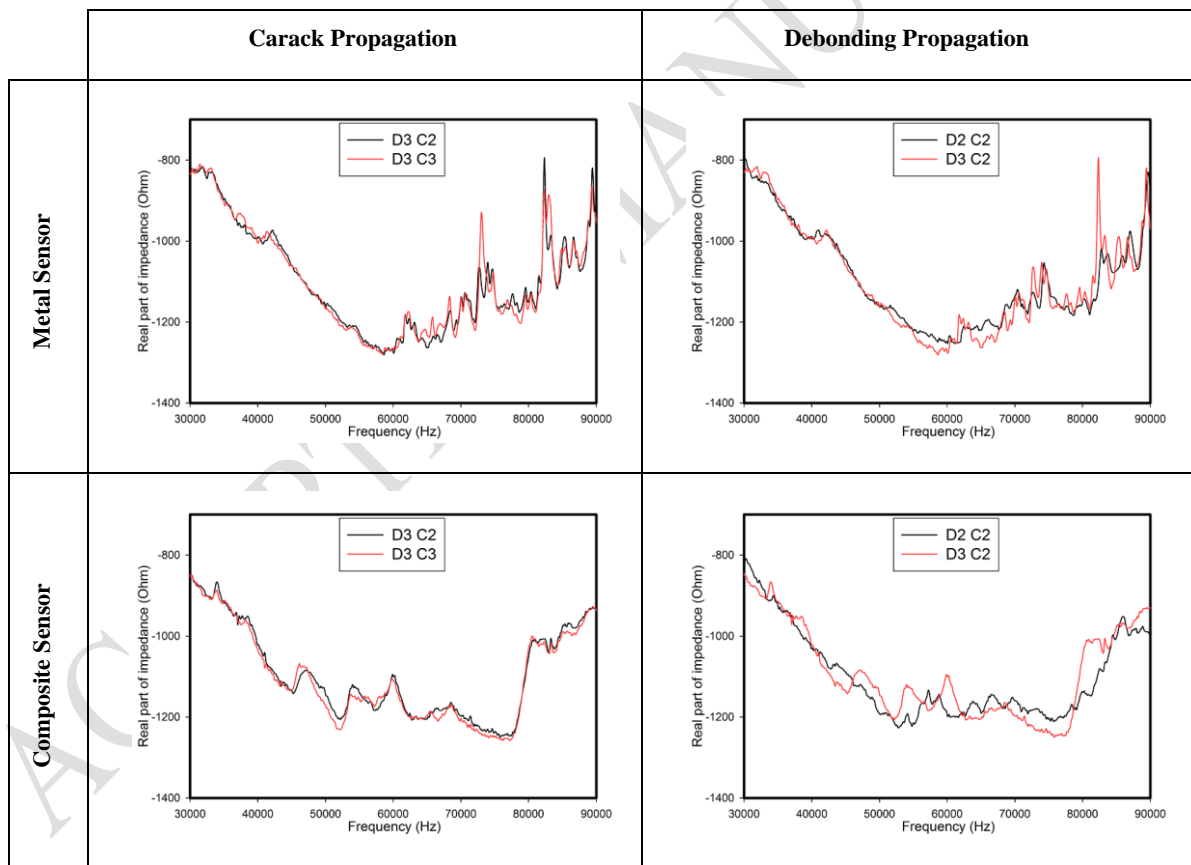 Carack Propagation
Debonding Propagation
Metal Sensor
D3 C2
D3 C3
-800
-1000
-1200
-1400
Real part of impedance (Ohm)
30000 40000 50000 60000 70000 80000 90000
Frequency (Hz)
D2 C2
D3 C2
-800
-1000
-1200
-1400
Real part of impedance (Ohm)
30000 40000 50000 60000 70000 80000 90000
Frequency (Hz)
Composite Sensor
D3 C2
D3 C3
-800
-1000
-1200
-1400
Real part of impedance (Ohm)
30000 40000 50000 60000 70000 80000 90000
Frequency (Hz)
D2 C2
D3 C2
-800
-1000
-1200
-1400
Real part of impedance (Ohm)
30000 40000 50000 60000 70000 80000 90000
Frequency (Hz)